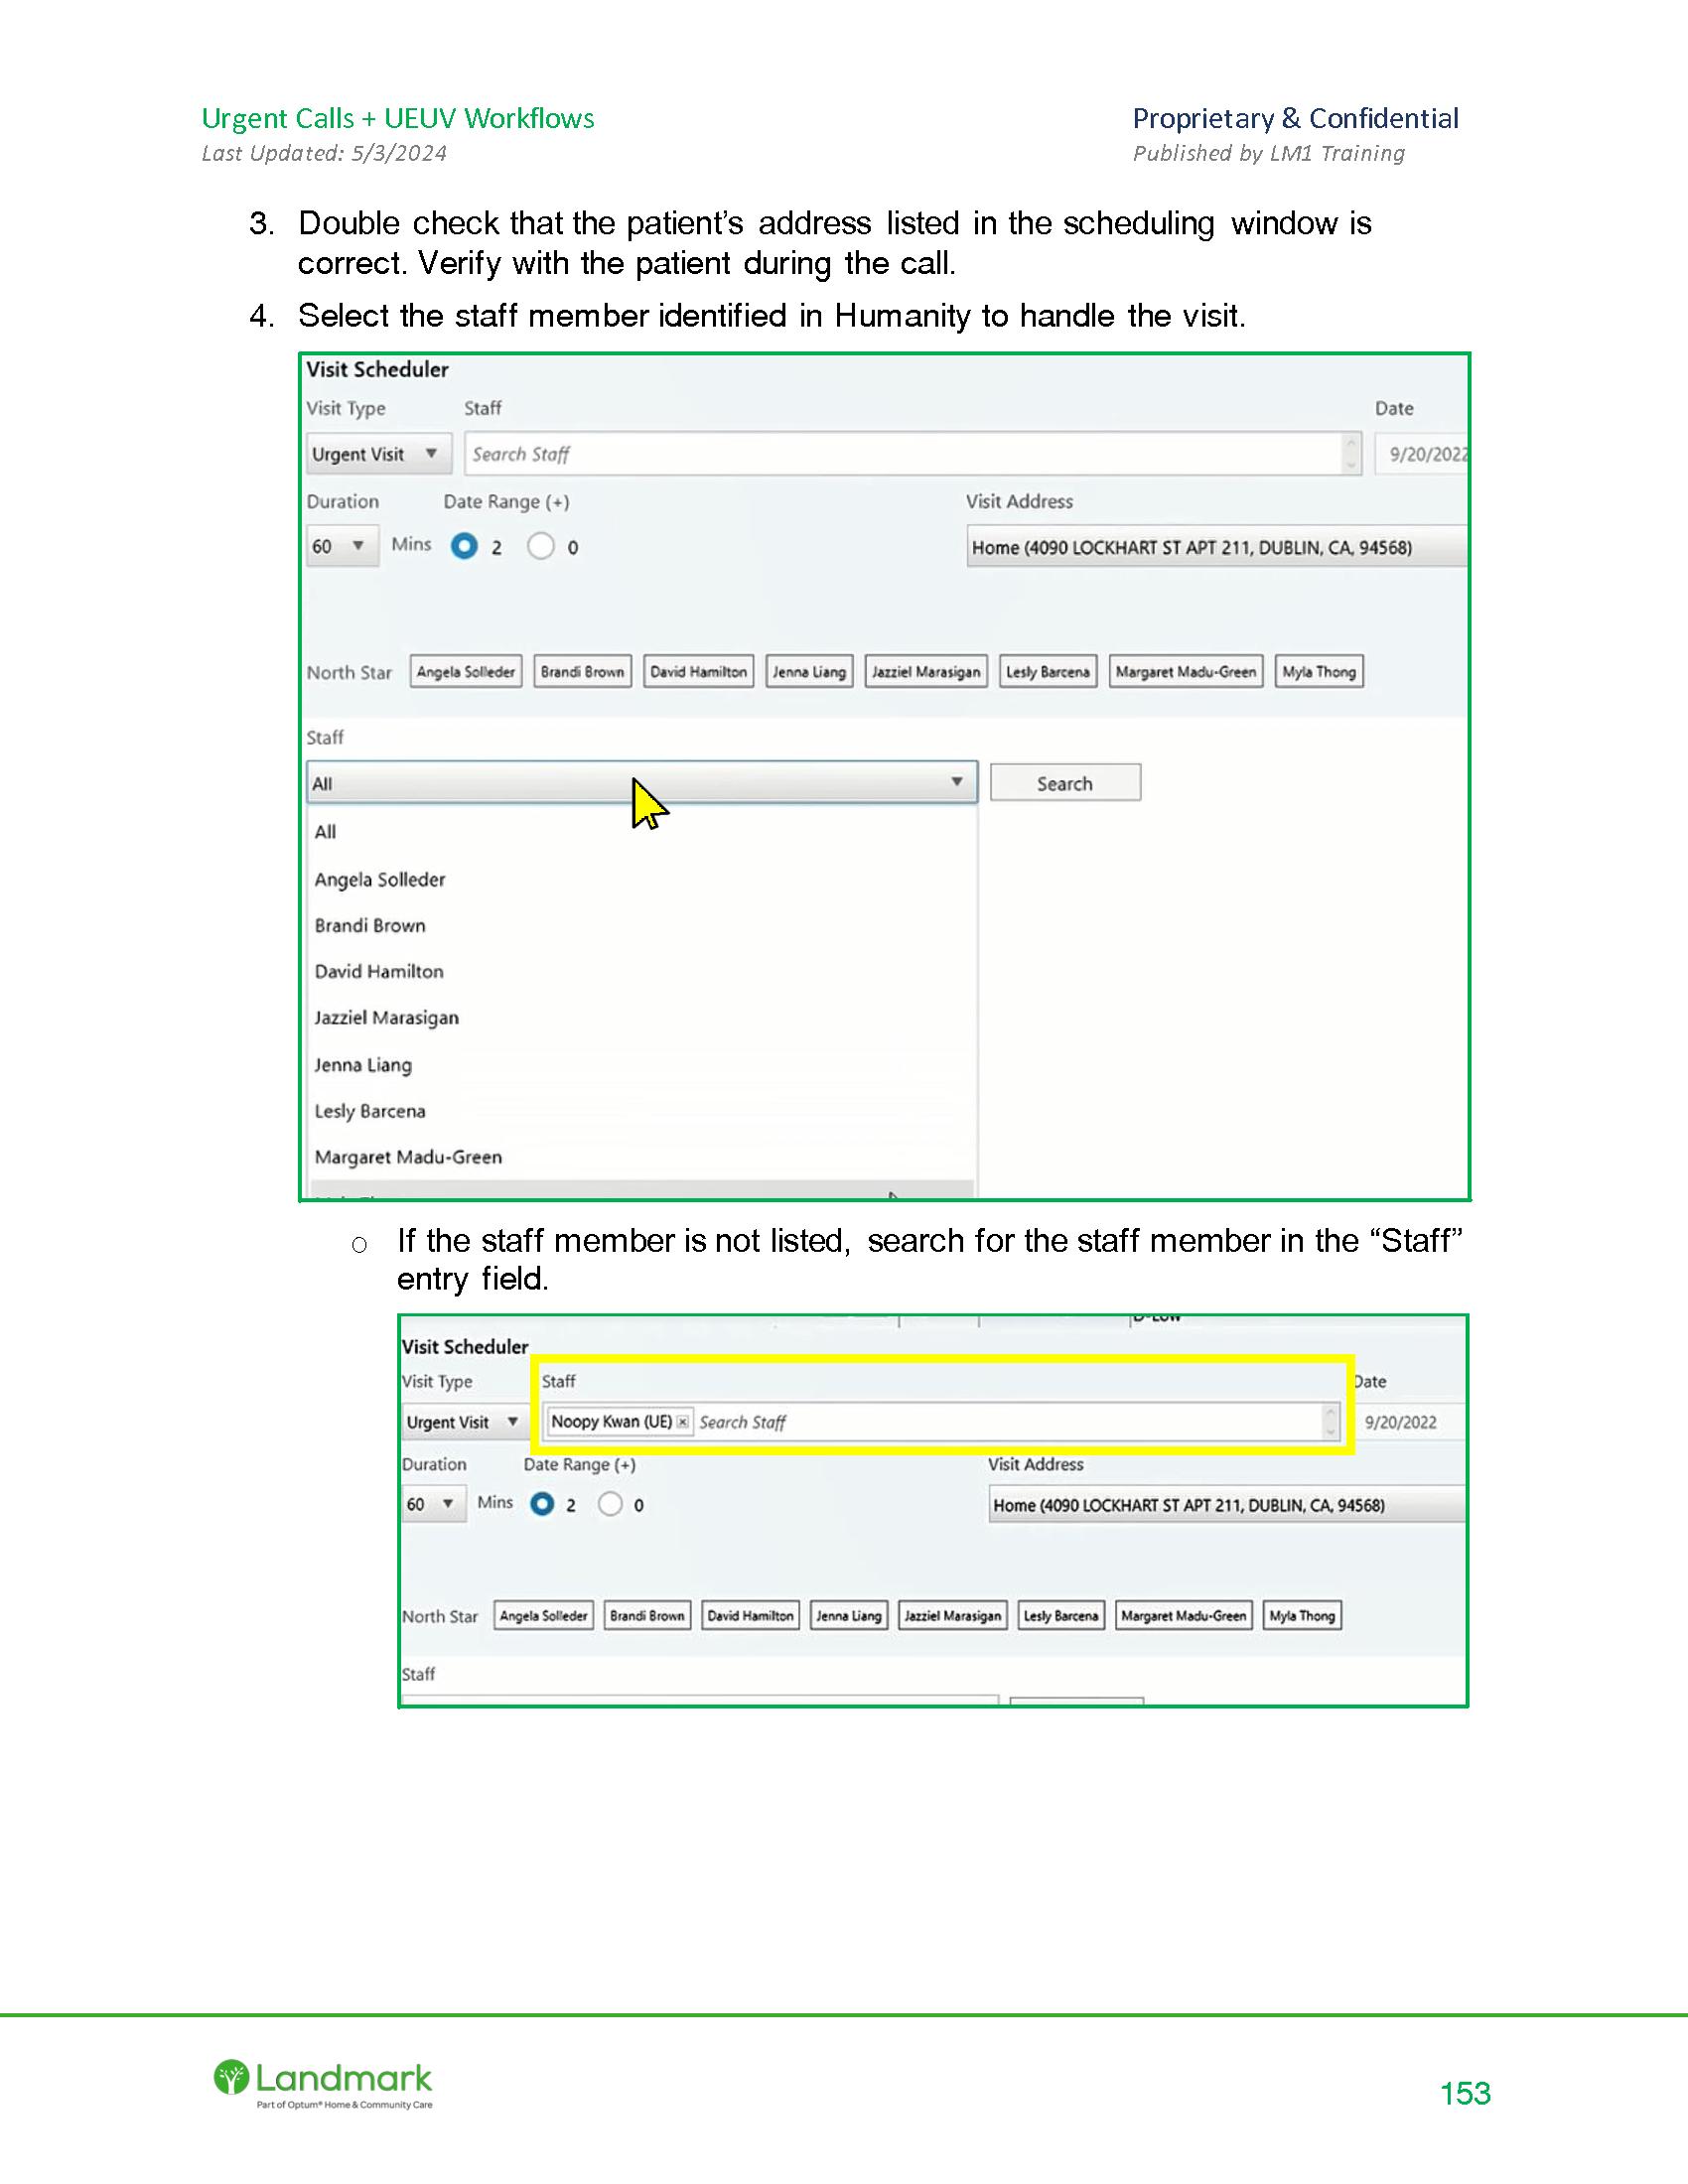 Urgent Calls + UEUV Workflows
Proprietary & Confidential
Last Updated: 5/3/2024
Published by LM1 Training
3. Double check that the patient’s address listed in the scheduling window is
correct. Verify with the patient during the call.
4. Select the staff member identified in Humanity to handle the visit.
Visit Scheduler
Visit Type Staff Date
Urgent Visit Search Staff 9/20/2022
Duration Date Range (+) Visit Address
60 Mins 2 0 Home (4090 LOCKHART ST APT 211, DUBLIN, CA, 94568)
North Star Angela Solleder Brandi Brown David Hamilton Jenna Liang Jazziel Marasigan Lesly Barcena Margaret Madu-Green Myla Thong
Staff
All Search
All
Angela Solleder
Brandi Brown
David Hamilton
Jazziel Marasigan
Jenna Liang
Lesly Barcena
Margaret Madu-Green
o If the staff member is not listed, search for the staff member in the “Staff”
entry field.
Visit Scheduler
Visit Type Staff Date
Urgent Visit Noopy Kwan (UE) Search Staff 9/20/2022
Duration Date Range (+) Visit Address
60 Mins 2 0 Home (4090 LOCKHART ST APT 211, DUBLIN, CA, 94568)
North Star Angela Solleder Brandi Brown David Hamilton Jenna Liang Jazziel Marasigan Lesly Barcena Margaret Madu-Green Myla Thong
Staff
Landmark
Part of Optum® Home & Community Care
153